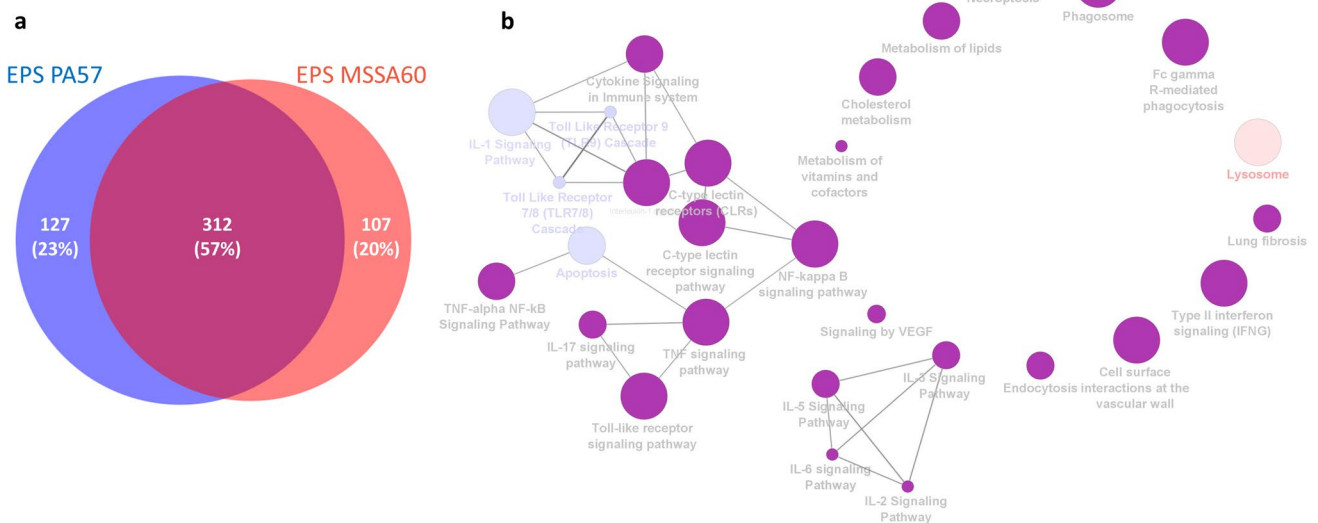 a
EPS PA57
EPS MSSA60
127
(23%)
312
(57%)
107
(20%)
b
Necroptosis
Phagosome
Metabolism of lipids
Fc gamma
R-mediated
phagocytosis
Cholesterol
metabolism
Cytokine Signaling
in Immune system
Toll Like Receptor 9
(TLR9) Cascade
IL-1 Signaling
Pathway
Metabolism of
vitamins and
cofactors
Lysosome
Toll Like Receptor
7/8 (TLR7/8)
Cascade
C-type lectin
receptors (CLRs)
Lung fibrosis
C-type lectin
receptor signaling
pathway
Apoptosis
NF-kappa B
signaling pathway
TNF-alpha NF-kB
Signaling Pathway
Type II interferon
signaling (IFNG)
Signaling by VEGF
IL-17 signaling
pathway
TNF signaling
pathway
Cell surface
interactions at the
vascular wall
Endocytosis
IL-3 Signaling
Pathway
IL-5 Signaling
Pathway
Toll-like receptor
signaling pathway
IL-6 signaling
Pathway
IL-2 Signaling
Pathway